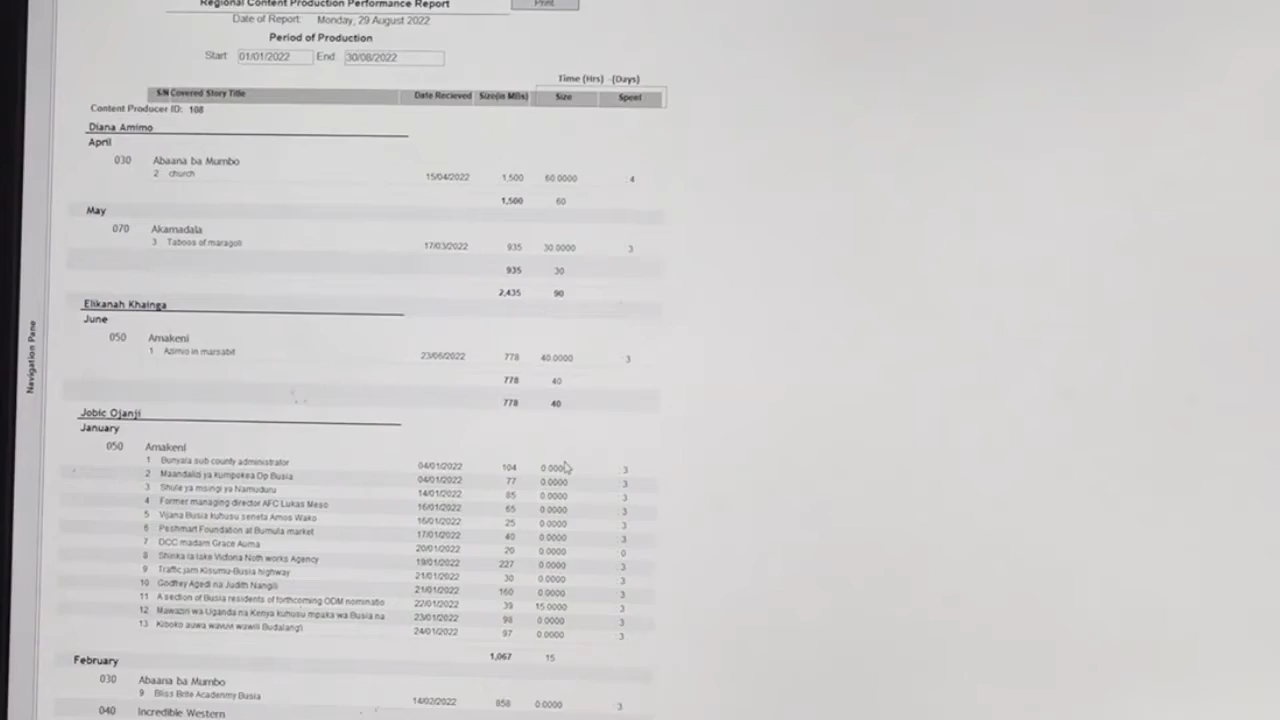 Regional Content Production Performance Report
Print
Date of Report: Monday, 29 August 2022
Period of Production
Start 01/01/2022 End 30/08/2022
Time (Hrs) - (Days)
S/N Covered Story Title Date Recieved Size(in MBs) Size Spent
Content Producer ID: 108
Diana Amimo
April
030 Abaana ba Mumbo
2 church 15/04/2022 1,500 60.0000 4
1,500 60
May
070 Akamadala
3 Taboos of maragoli 17/03/2022 935 30.0000 3
935 30
2,435 90
Elikanah Khainga
June
050 Amakeni
1 Azimio in marsabit 23/06/2022 778 40.0000 3
778 40
778 40
Jobic Ojanji
January
050 Amakeni
1 Bunyala sub county administrator 04/01/2022 104 0.0000 3
2 Maandalizi ya kumpokea Dp Busia 04/01/2022 77 0.0000 3
3 Shule ya msingi ya Namuduru 14/01/2022 85 0.0000 3
4 Former managing director AFC Lukas Meso 16/01/2022 65 0.0000 3
5 Vijana Busia kuhusu seneta Amos Wako 16/01/2022 25 0.0000 3
6 Peshmart Foundation at Bumula market 17/01/2022 40 0.0000 3
7 DCC madam Grace Auma 20/01/2022 20 0.0000 0
8 Shirika la lake Victoria Noth works Agency 19/01/2022 227 0.0000 3
9 Traffic jam Kisumu-Busia highway 21/01/2022 30 0.0000 3
10 Godfrey Agedi na Judith Nangili 21/01/2022 160 0.0000 3
11 A section of Busia residents of forthcoming ODM nominatio 22/01/2022 39 15.0000 3
12 Mawaziri wa Uganda na Kenya kuhusu mpaka wa Busia na 23/01/2022 98 0.0000 3
13 Kiboko auwa wavuvi wawili Budalangi 24/01/2022 97 0.0000 3
1,067 15
February
030 Abaana ba Mumbo
9 Bliss Brite Acadenmy Busia 14/02/2022 858 0.0000 3
040 Incredible Western
Navigation Pane